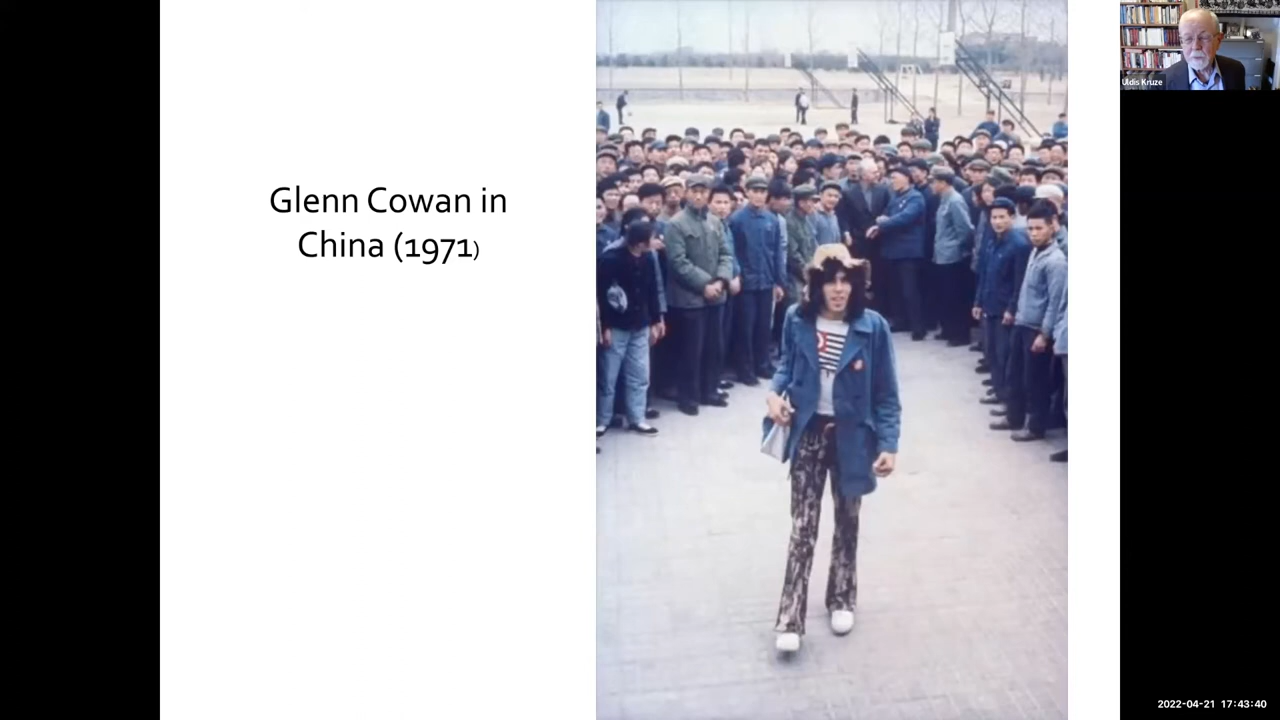 Glenn Cowan in
China (1971)
Uldis Kruze
2022-04-21 17:43:40